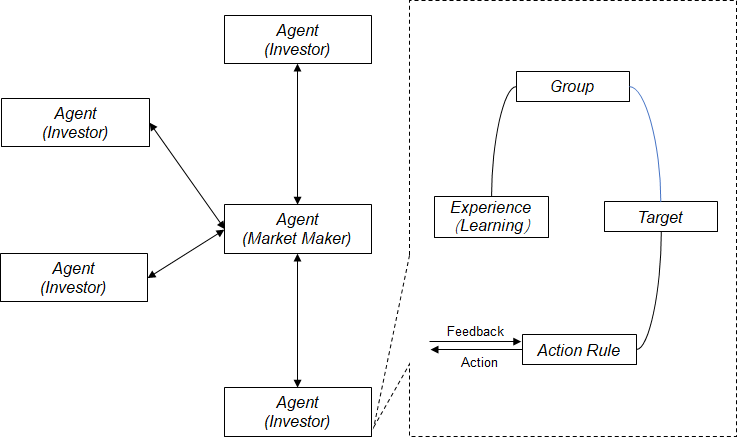 Agent
(Investor)
Agent
(Investor)
Agent
(Market Maker)
Agent
(Investor)
Agent
(Investor)
Group
Experience
（Learning）
Target
Feedback
Action
Action Rule